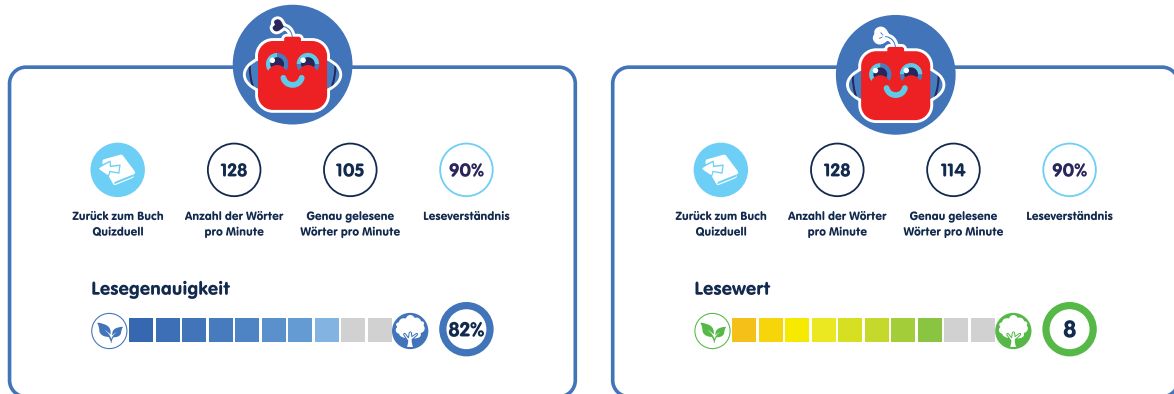 128
105
90%
Zurück zum Buch
Quizduell
Anzahl der Wörter
pro Minute
Genau gelesene
Wörter pro Minute
Leseverständnis
Lesegenauigkeit
82%
128
114
90%
Zurück zum Buch
Quizduell
Anzahl der Wörter
pro Minute
Genau gelesene
Wörter pro Minute
Leseverständnis
Lesewert
8